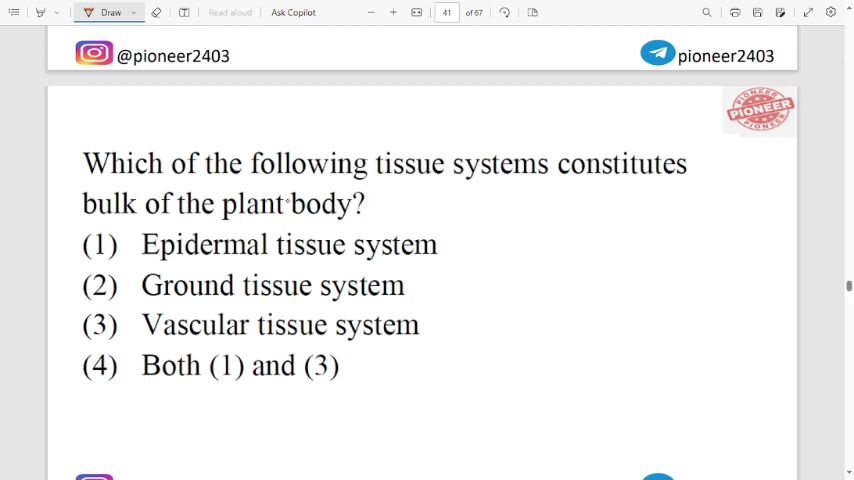 Draw
Read aloud
Ask Copilot
41
of 67
@pioneer2403
pioneer2403
PIONEER
PIONEER
PIONEER
Which of the following tissue systems constitutes
bulk of the plant body?
(1) Epidermal tissue system
(2) Ground tissue system
(3) Vascular tissue system
(4) Both (1) and (3)